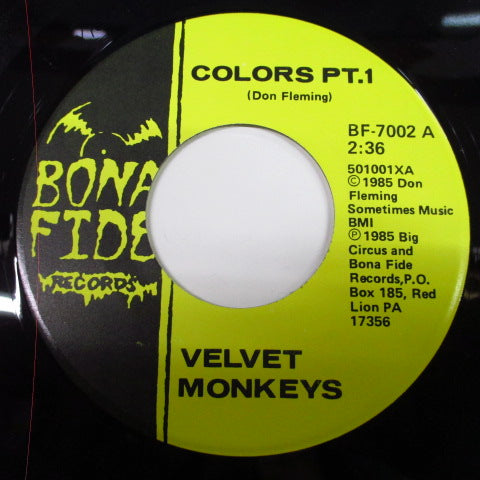 COLORS PT.1
(Don Fleming)
BONA
FIDE
RECORDS
BF-7002 A
2:36
501001XA
©1985 Don
Fleming
Sometimes Music
BMI
℗1985 Big
Circus and
Bona Fide
Records,P.O.
Box 185, Red
Lion PA
17356
VELVET
MONKEYS